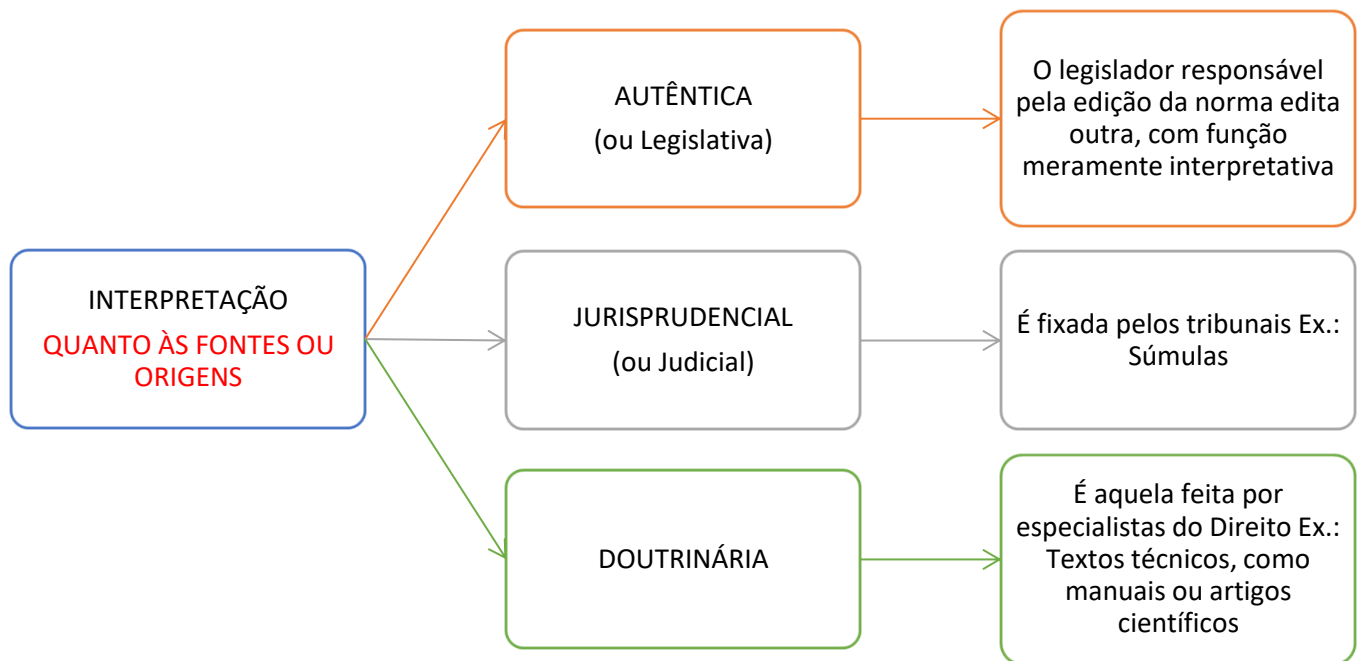 INTERPRETAÇÃO
QUANTO ÀS FONTES OU
ORIGENS
AUTÊNTICA
(ou Legislativa)
O legislador responsável
pela edição da norma edita
outra, com função
meramente interpretativa
JURISPRUDENCIAL
(ou Judicial)
É fixada pelos tribunais Ex.:
Súmulas
DOUTRINÁRIA
É aquela feita por
especialistas do Direito Ex.:
Textos técnicos, como
manuais ou artigos
científicos